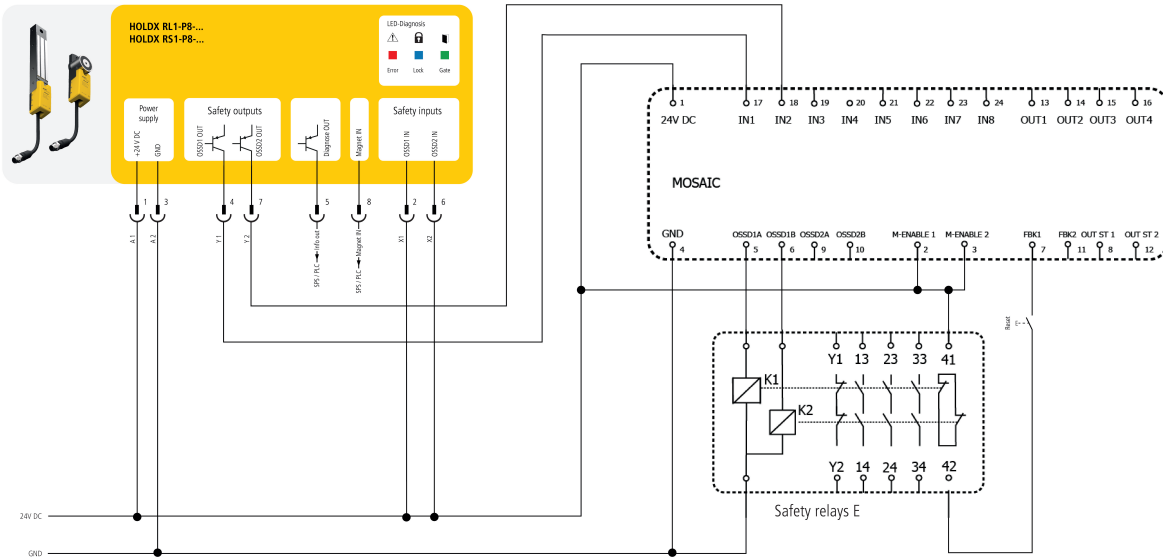 HOLDX RL1-P8-...
HOLDX RS1-P8-...
LED-Diagnosis
Error Lock Gate
Power
supply
Safety outputs
Safety inputs
+24 V DC
GND
OSSD1 OUT
OSSD2 OUT
Diagnose OUT
Magnet IN
OSSD1 IN
OSSD2 IN
1 3 4 7 5 8 2 6
A 1
A 2
Y 1
Y 2
SPS / PLC Info out
SPS / PLC Magnet IN
X1
X2
1 17 18 19 20 21 22 23 24 13 14 15 16
24V DC IN1 IN2 IN3 IN4 IN5 IN6 IN7 IN8 OUT1 OUT2 OUT3 OUT4
MOSAIC
GND OSSD1A OSSD1B OSSD2A OSSD2B M-ENABLE 1 M-ENABLE 2 FBK1 FBK2 OUT ST 1 OUT ST 2
4 5 6 9 10 2 3 7 11 8 12
Reset
E
Y1 13 23 33 41
K1
K2
Y2 14 24 34 42
Safety relays E
24V DC
GND